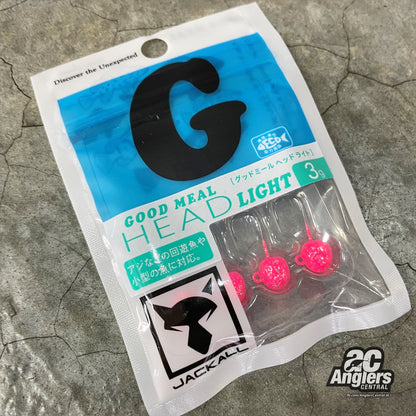 Discover the Unexpected
G
GOOD MEAL
HEAD LIGHT
[グッドミール ヘッド ライト]
3g
アジなどの回遊魚や
小型の魚に対応。
JACKALL
ac
Anglers
CENTRAL